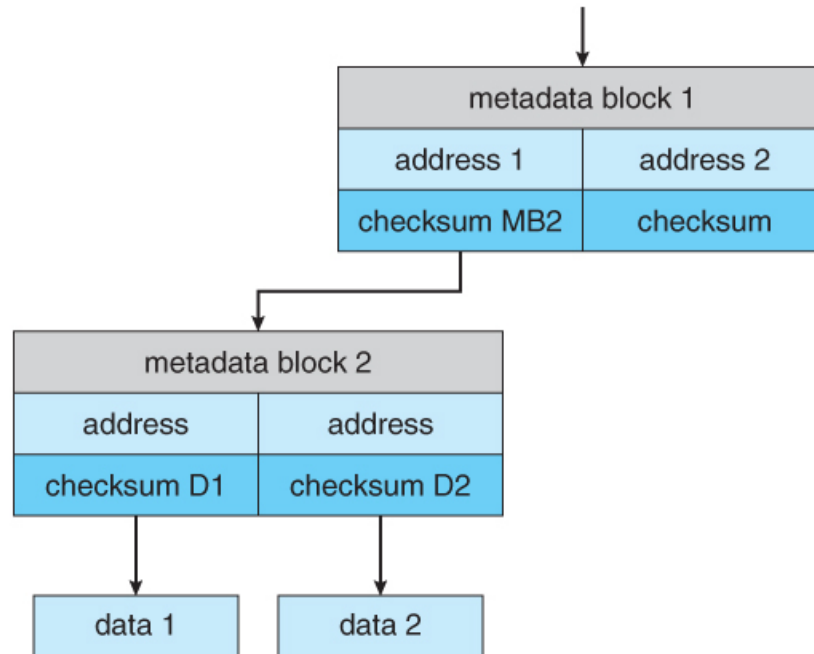 metadata block 1
address 1 address 2
checksum MB2 checksum
metadata block 2
address address
checksum D1 checksum D2
data 1 data 2